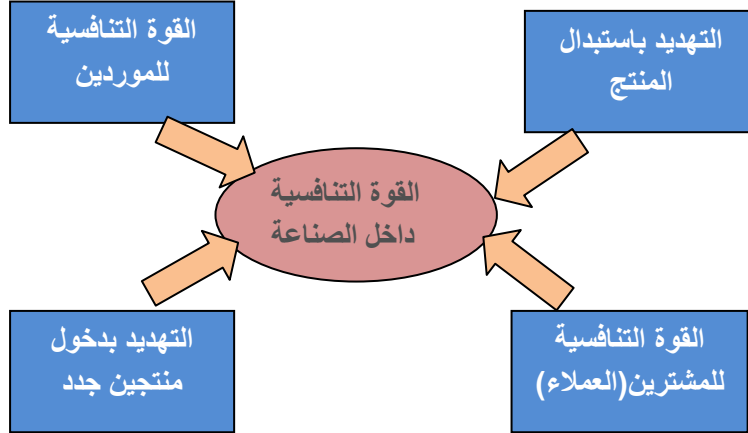 القوة التنافسية
للموردين
التهديد باستبدال
المنتج
القوة التنافسية
داخل الصناعة
التهديد بدخول
منتجين جدد
القوة التنافسية
للمشترين(العملاء)